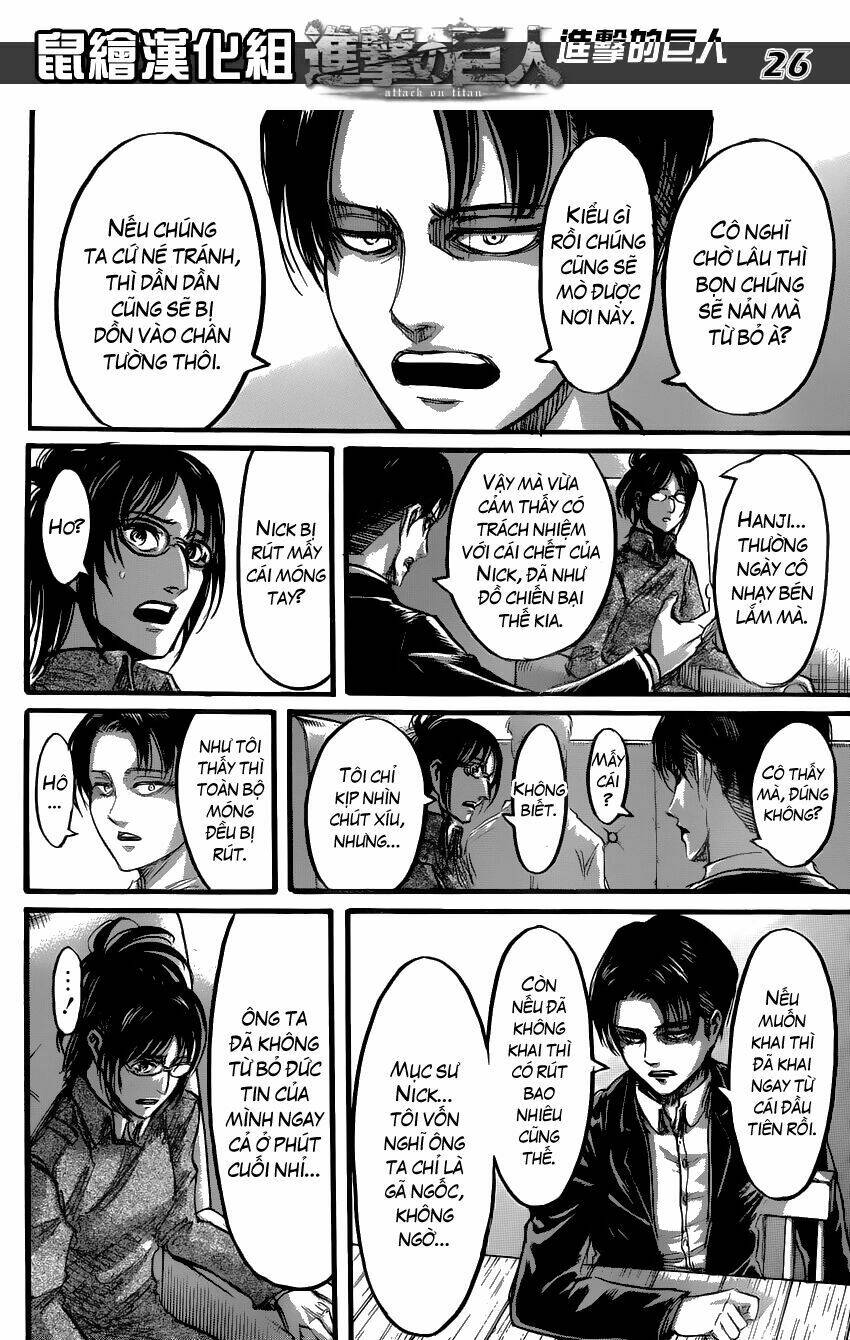 鼠繪漢化組
進撃の巨人
attack on titan
進擊的巨人
26
CÔ NGHĨ
CHỜ LÂU THÌ
BỌN CHÚNG
SẼ NẢN MÀ
TỪ BỎ À?
KIỂU GÌ
RỒI CHÚNG
CŨNG SẼ
MÒ ĐƯỢC
NƠI NÀY.
NẾU CHÚNG
TA CỨ NÉ TRÁNH,
THÌ DẦN DẦN
CŨNG SẼ BỊ
DỒN VÀO CHÂN
TƯỜNG THÔI.
HANJI...
THƯỜNG
NGÀY CÔ
NHẠY BÉN
LẮM MÀ.
VẬY MÀ VỪA
CẢM THẤY CÓ
TRÁCH NHIỆM
VỚI CÁI CHẾT CỦA
NICK, ĐÃ NHƯ
ĐỒ CHIẾN BẠI
THẾ KIA.
NICK BỊ
RÚT MẤY
CÁI MÓNG
TAY?
HƠ?
CÔ THẤY
MÀ, ĐÚNG
KHÔNG?
MẤY
CÁI
?
KHÔNG
BIẾT.
TÔI CHỈ
KỊP NHÌN
CHÚT XÍU,
NHƯNG...
NHƯ TÔI
THẤY THÌ
TOÀN BỘ
MÓNG
ĐỀU BỊ
RÚT.
HÔ
...
NẾU
MUỐN
KHAI THÌ
ĐÃ KHAI
NGAY TỪ
CÁI ĐẦU
TIÊN RỒI.
CÒN
NẾU ĐÃ
KHÔNG
KHAI THÌ
CÓ RÚT
BAO
NHIÊU
CŨNG
THẾ.
MỤC SƯ
NICK...
TÔI VỐN
NGHĨ ÔNG
TA CHỈ LÀ
GÃ NGỐC,
KHÔNG
NGỜ...
ÔNG TA
ĐÃ KHÔNG
TỪ BỎ ĐỨC
TIN CỦA
MÌNH NGAY
CẢ Ở PHÚT
CUỐI NHỈ...
...!